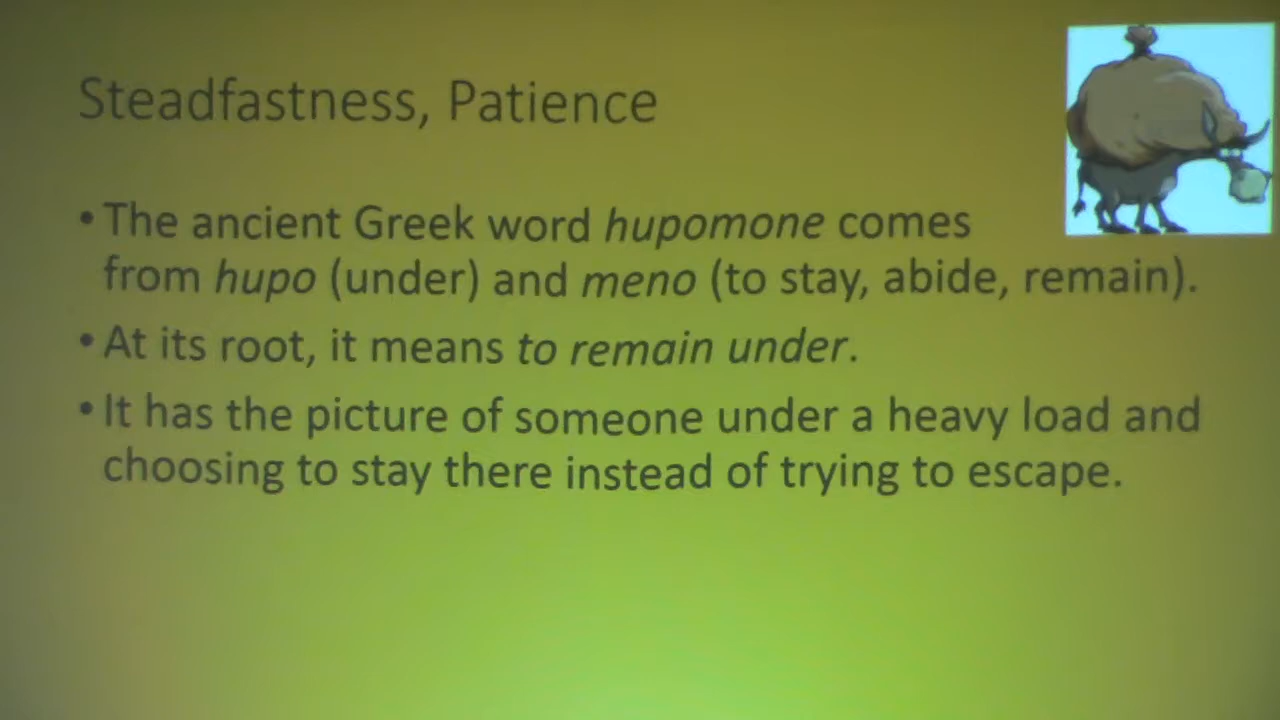 Steadfastness, Patience
• The ancient Greek word hupomone comes
from hupo (under) and meno (to stay, abide, remain).
• At its root, it means to remain under.
• It has the picture of someone under a heavy load and
choosing to stay there instead of trying to escape.